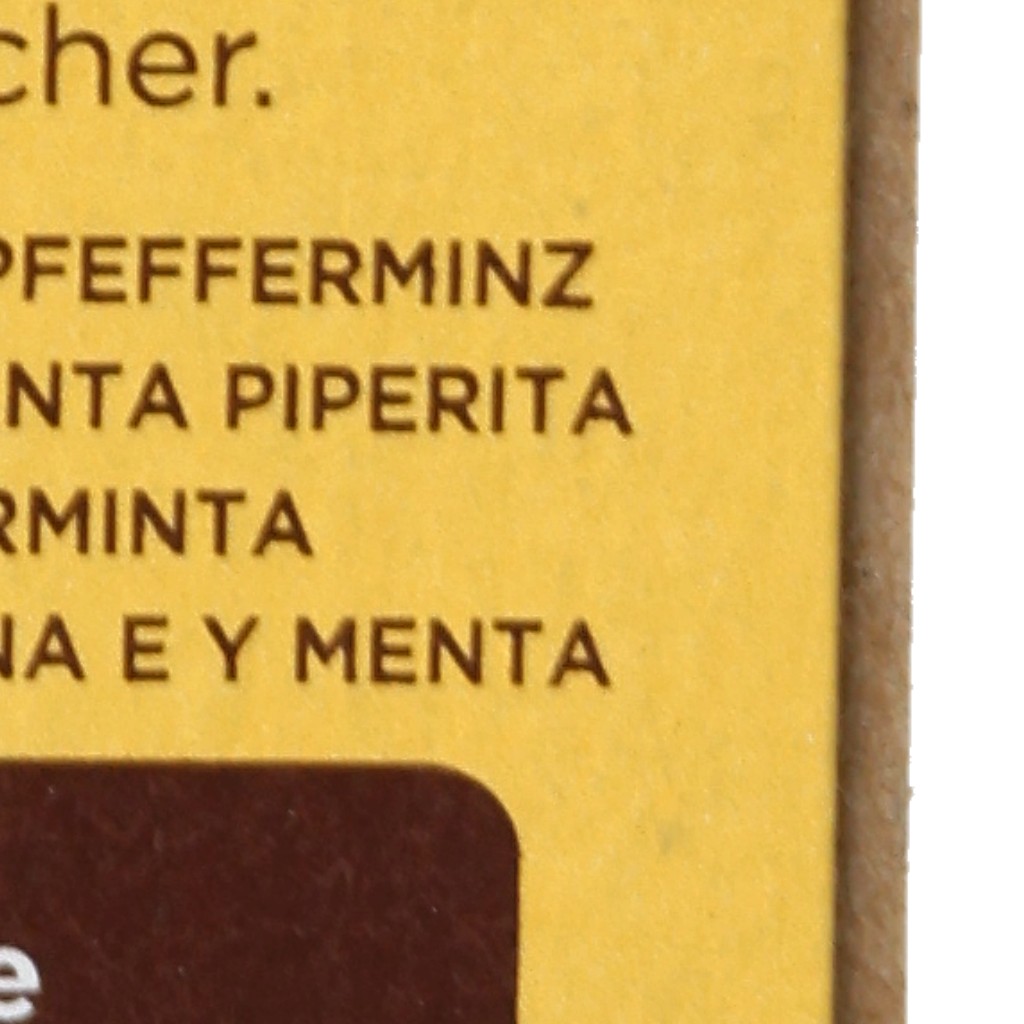 cher.
PFEFFERMINZ
NTA PIPERITA
RMINTA
NA E Y MENTA
e